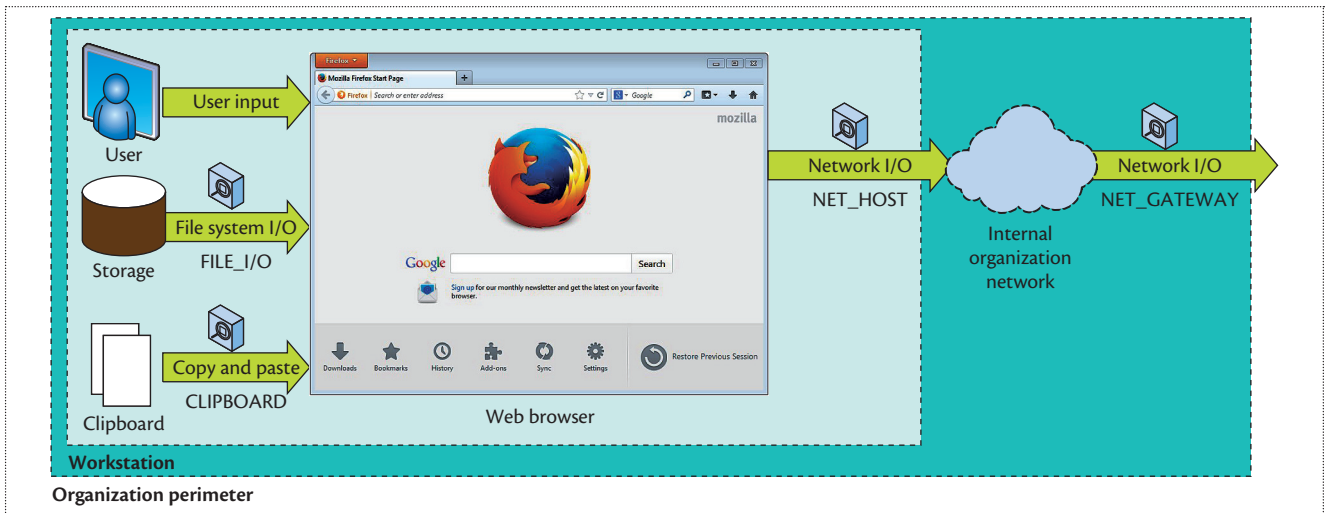 User input
User
File system I/O
FILE_I/O
Storage
Copy and paste
CLIPBOARD
Clipboard
Firefox
Mozilla Firefox Start Page
+
Firefox Search or enter address
Google
mozilla
Google
Search
Sign up for our monthly newsletter and get the latest on your favorite
browser.
Downloads
Bookmarks
History
Add-ons
Sync
Settings
Restore Previous Session
Web browser
Network I/O
NET_HOST
Internal
organization
network
Network I/O
NET_GATEWAY
Workstation
Organization perimeter